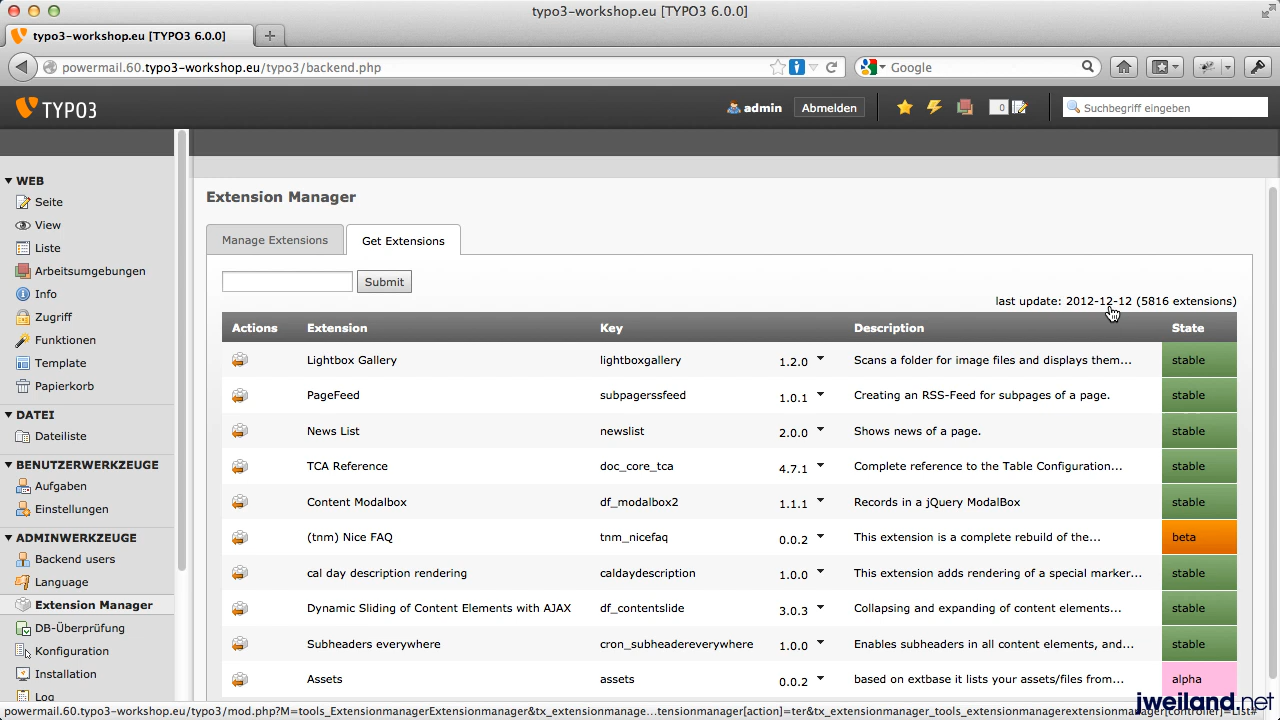 typo3-workshop.eu [TYPO3 6.0.0]
typo3-workshop.eu [TYPO3 6.0.0]
powermail.60.typo3-workshop.eu/typo3/backend.php
Google
TYPO3
admin
Abmelden
0
Suchbegriff eingeben
WEB
Seite
View
Liste
Arbeitsumgebungen
Info
Zugriff
Funktionen
Template
Papierkorb
DATEI
Dateiliste
BENUTZERWERKZEUGE
Aufgaben
Einstellungen
ADMINWERKZEUGE
Backend users
Language
Extension Manager
DB-Überprüfung
Konfiguration
Installation
Log
Extension Manager
Manage Extensions
Get Extensions
Submit
last update: 2012-12-12 (5816 extensions)
Actions Extension Key Description State
Lightbox Gallery lightboxgallery 1.2.0 Scans a folder for image files and displays them... stable
PageFeed subpagerssfeed 1.0.1 Creating an RSS-Feed for subpages of a page. stable
News List newslist 2.0.0 Shows news of a page. stable
TCA Reference doc_core_tca 4.7.1 Complete reference to the Table Configuration... stable
Content Modalbox df_modalbox2 1.1.1 Records in a jQuery ModalBox stable
(tnm) Nice FAQ tnm_nicefaq 0.0.2 This extension is a complete rebuild of the... beta
cal day description rendering caldaydescription 1.0.0 This extension adds rendering of a special marker... stable
Dynamic Sliding of Content Elements with AJAX df_contentslide 3.0.3 Collapsing and expanding of content elements... stable
Subheaders everywhere cron_subheadereverywhere 1.0.0 Enables subheaders in all content elements, and... stable
Assets assets 0.0.2 based on extbase it lists your assets/files from... alpha
jweiland.net
powermail.60.typo3-workshop.eu/typo3/mod.php?M=tools_ExtensionmanagerExtensionmanager&tx_extensionmana...tensionmanager[action]=ter&tx_extensionmanager_tools_extensionmanagerextensionmanager[controller]=List#